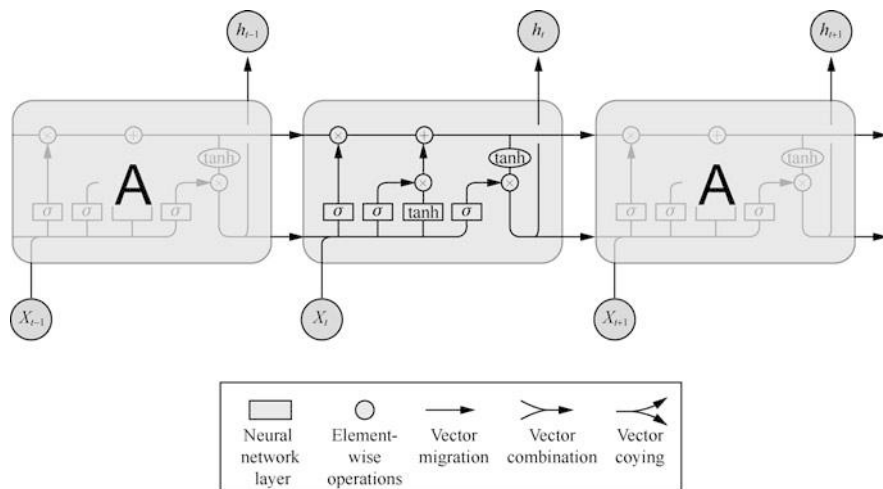 h_{t-1} h_t h_{t+1}
× + × + × +
tanh tanh tanh
A × × A ×
× ×
σ σ σ σ σ tanh σ σ σ σ
X_{t-1} X_t X_{t+1}
Neural Element- Vector Vector Vector
network wise migration combination coying
layer operations